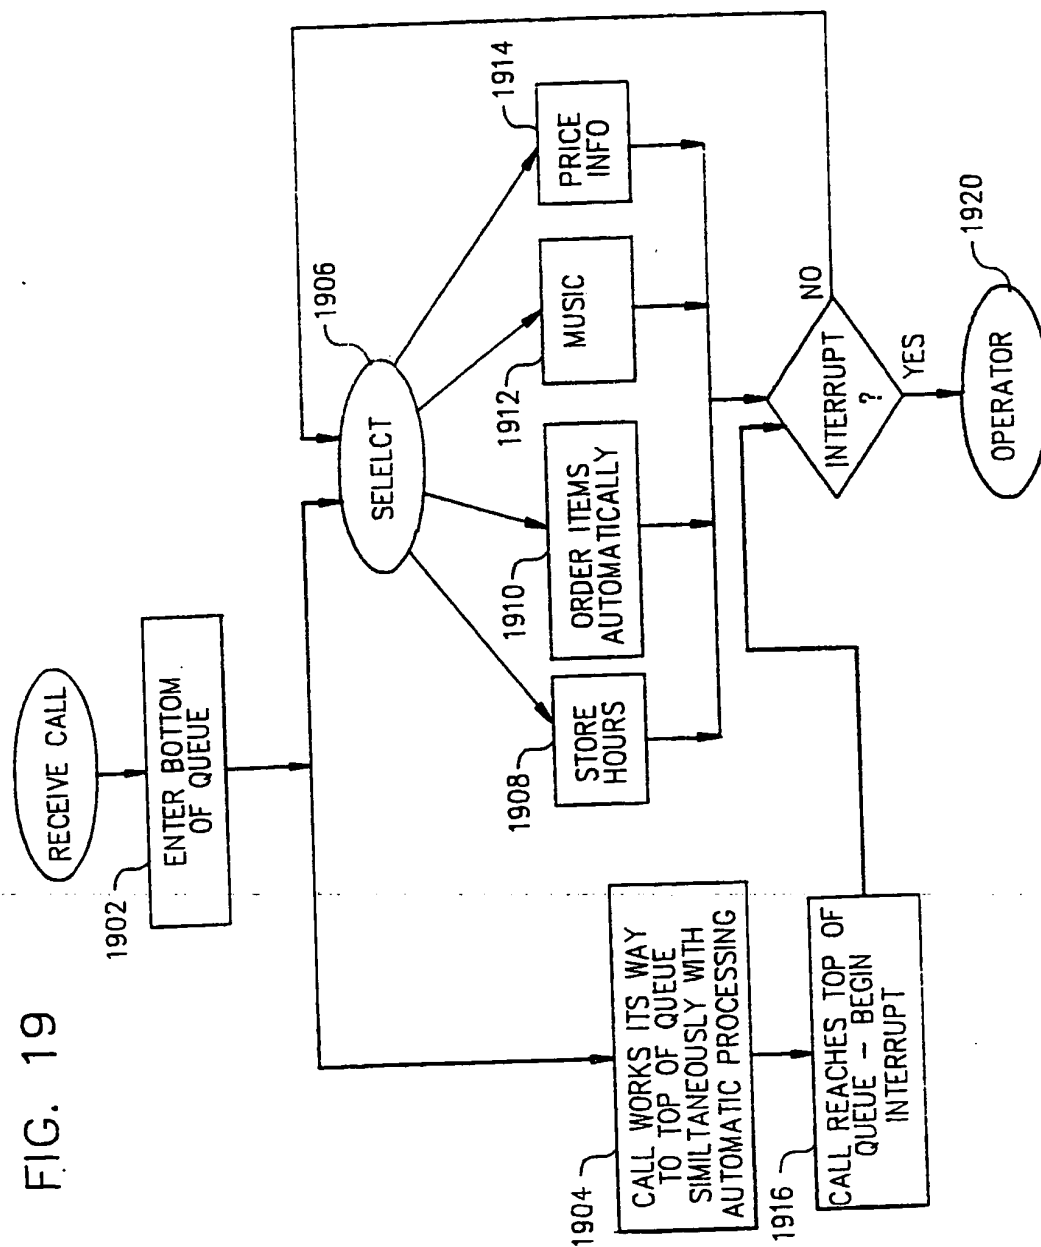 FIG. 19
RECEIVE CALL
1902
ENTER BOTTOM
OF QUEUE
1906
SELELCT
1908
STORE
HOURS
1910
ORDER ITEMS
AUTOMATICALLY
1912
MUSIC
1914
PRICE
INFO
1904
CALL WORKS ITS WAY
TO TOP OF QUEUE
SIMILTANEOUSLY WITH
AUTOMATIC PROCESSING
1916
CALL REACHES TOP OF
QUEUE - BEGIN
INTERRUPT
INTERRUPT
?
NO
YES
1920
OPERATOR